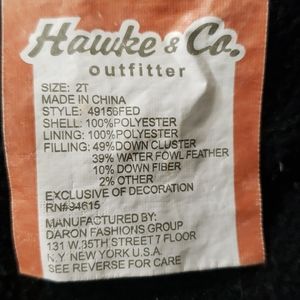 Hawke & Co.
outfitter
SIZE: 2T
MADE IN CHINA
STYLE: 49156FED
SHELL: 100%POLYESTER
LINING: 100%POLYESTER
FILLING: 49%DOWN CLUSTER
39% WATER FOWL FEATHER
10% DOWN FIBER
2% OTHER
EXCLUSIVE OF DECORATION
RN#94615
MANUFACTURED BY:
DARON FASHIONS GROUP
131 W.35TH STREET 7 FLOOR
N.Y NEW YORK U.S.A.
SEE REVERSE FOR CARE